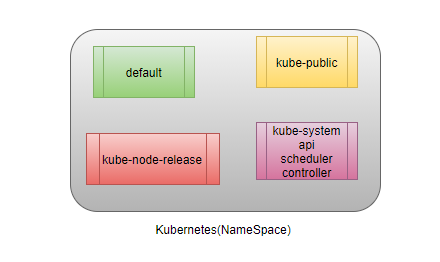 default
kube-public
kube-node-release
kube-system
api
scheduler
controller
Kubernetes(NameSpace)